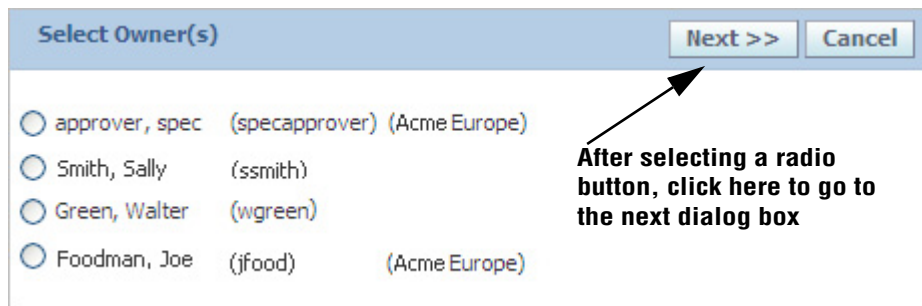 Select Owner(s)
Next >> Cancel
approver, spec (specapprover) (Acme Europe)
Smith, Sally (ssmith)
Green, Walter (wgreen)
Foodman, Joe (jfood) (Acme Europe)
After selecting a radio
button, click here to go to
the next dialog box